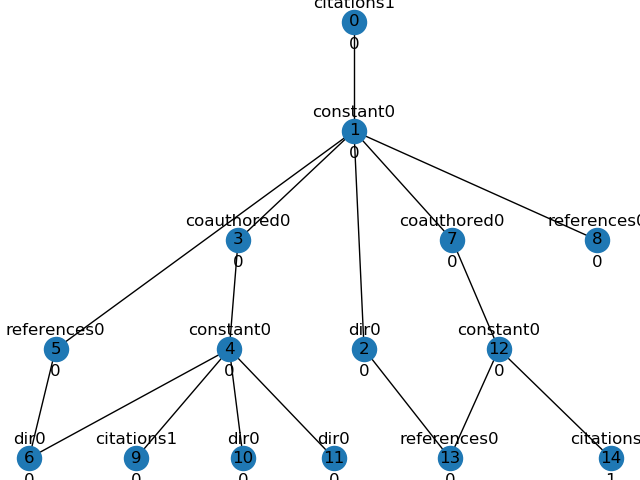 citations1
0
0
constant0
1
0
coauthored0 coauthored0 references0
3 7 8
0 0 0
references0 constant0 dir0 constant0
5 4 2 12
0 0 0 0
dir0 citations1 dir0 dir0 references0 citations
6 9 10 11 13 14
0 0 0 0 0 1